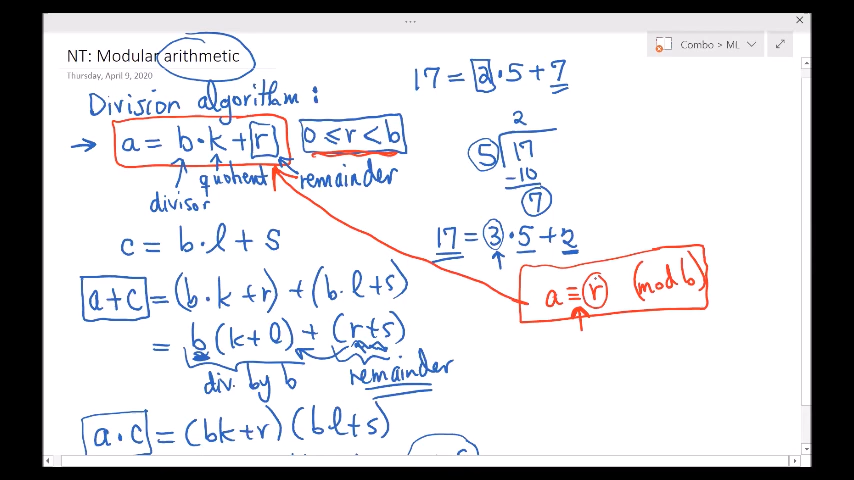 NT: Modular arithmetic
Thursday, April 9, 2020
Combo > ML
Division algorithm:
→ a = b·k + r  0 ≤ r < b
quotient  remainder
divisor
c = b·l + s
a+c = (b·k+r) + (b·l+s)
= b(k+l) + (r+s)
div. by b  remainder
a·c = (bk+r)(bl+s)
17 = 2·5+7
2
5 17
-10
7
17 = 3·5+2
a ≡ r (mod b)